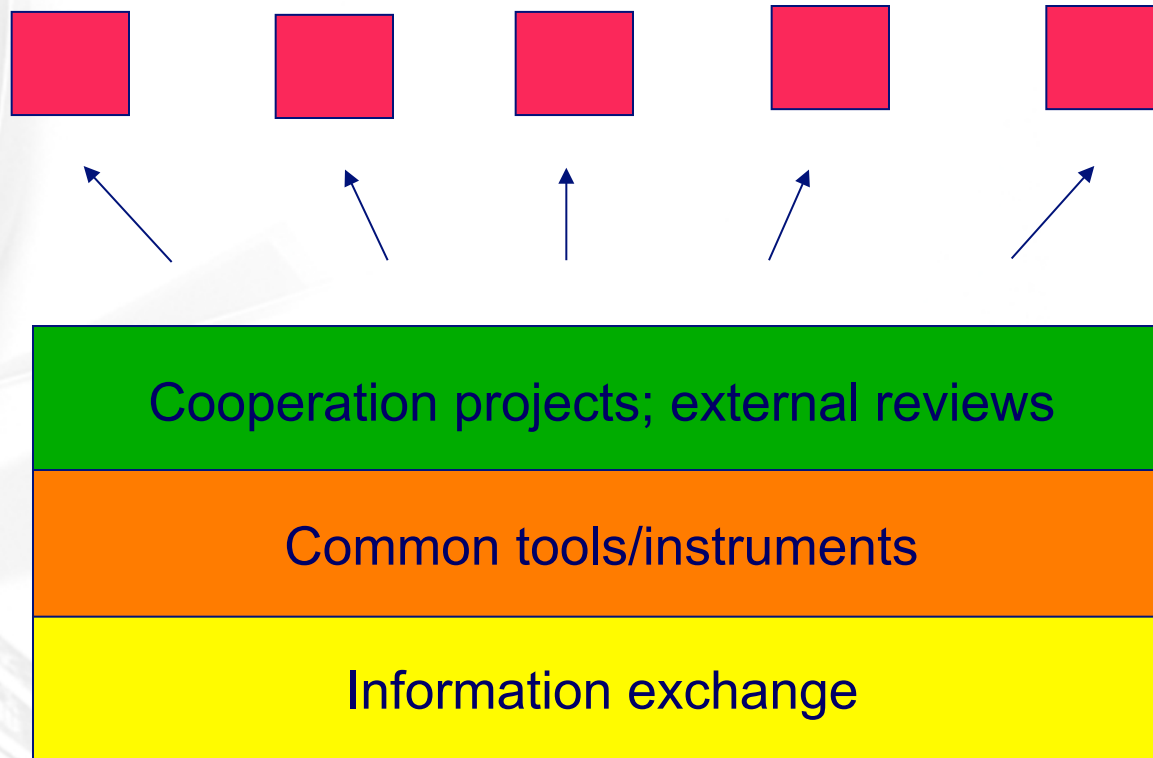 Cooperation projects; external reviews
Common tools/instruments
Information exchange